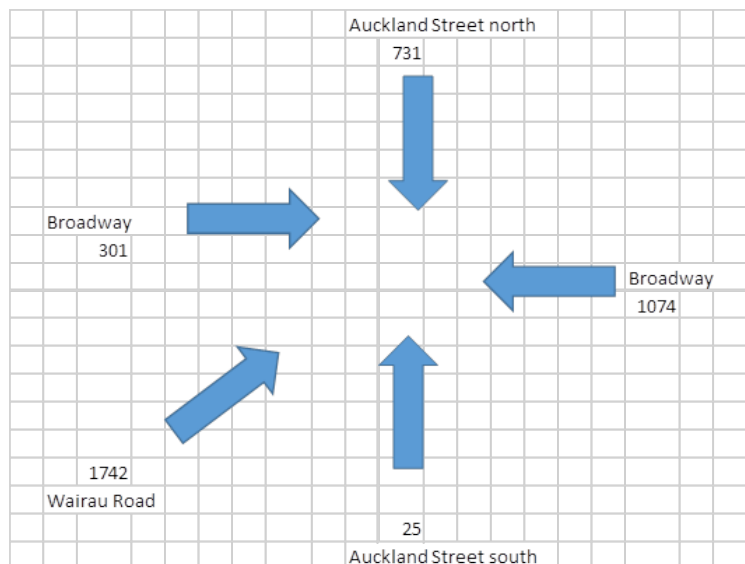 Auckland Street north
731
Broadway
301
Broadway
1074
1742
Wairau Road
25
Auckland Street south